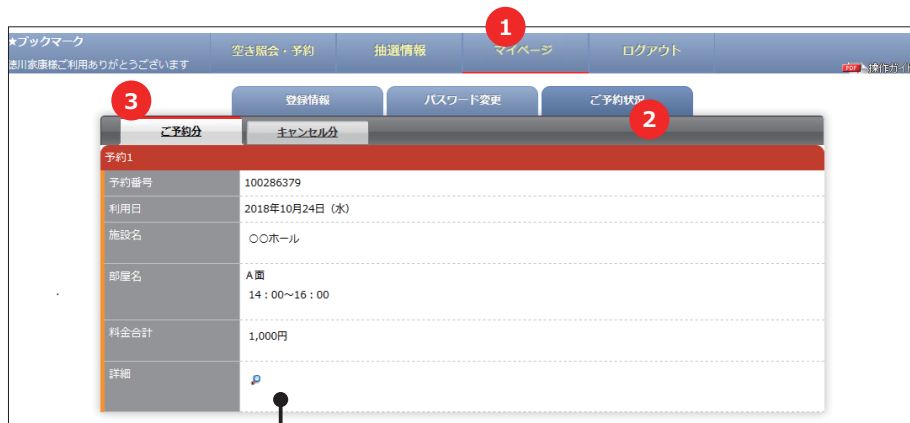 1
★ブックマーク
徳川家康様ご利用ありがとうございます
空き照会・予約 抽選情報 マイページ ログアウト
PDF 操作ガイド
登録情報 パスワード変更 ご予約状況
3
2
ご予約分 キャンセル分
予約1
予約番号 100286379
利用日 2018年10月24日（水）
施設名 〇〇ホール
部屋名 A面
14：00～16：00
料金合計 1,000円
詳細